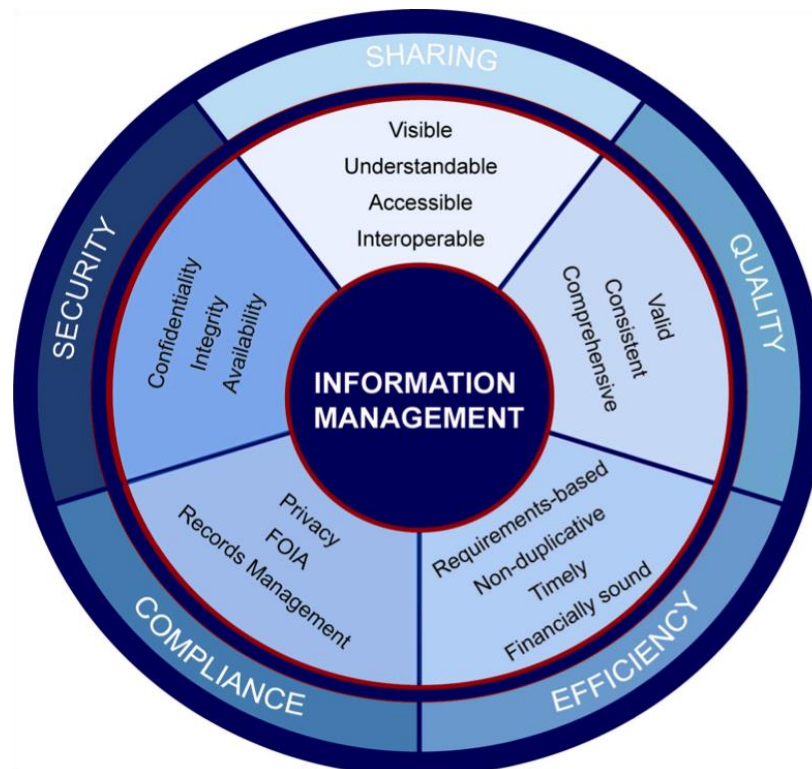 SHARING
Visible
Understandable
Accessible
Interoperable
QUALITY
Valid
Consistent
Comprehensive
EFFICIENCY
Requirements-based
Non-duplicative
Timely
Financially sound
COMPLIANCE
Privacy
FOIA
Records Management
SECURITY
Confidentiality
Integrity
Availability
INFORMATION
MANAGEMENT